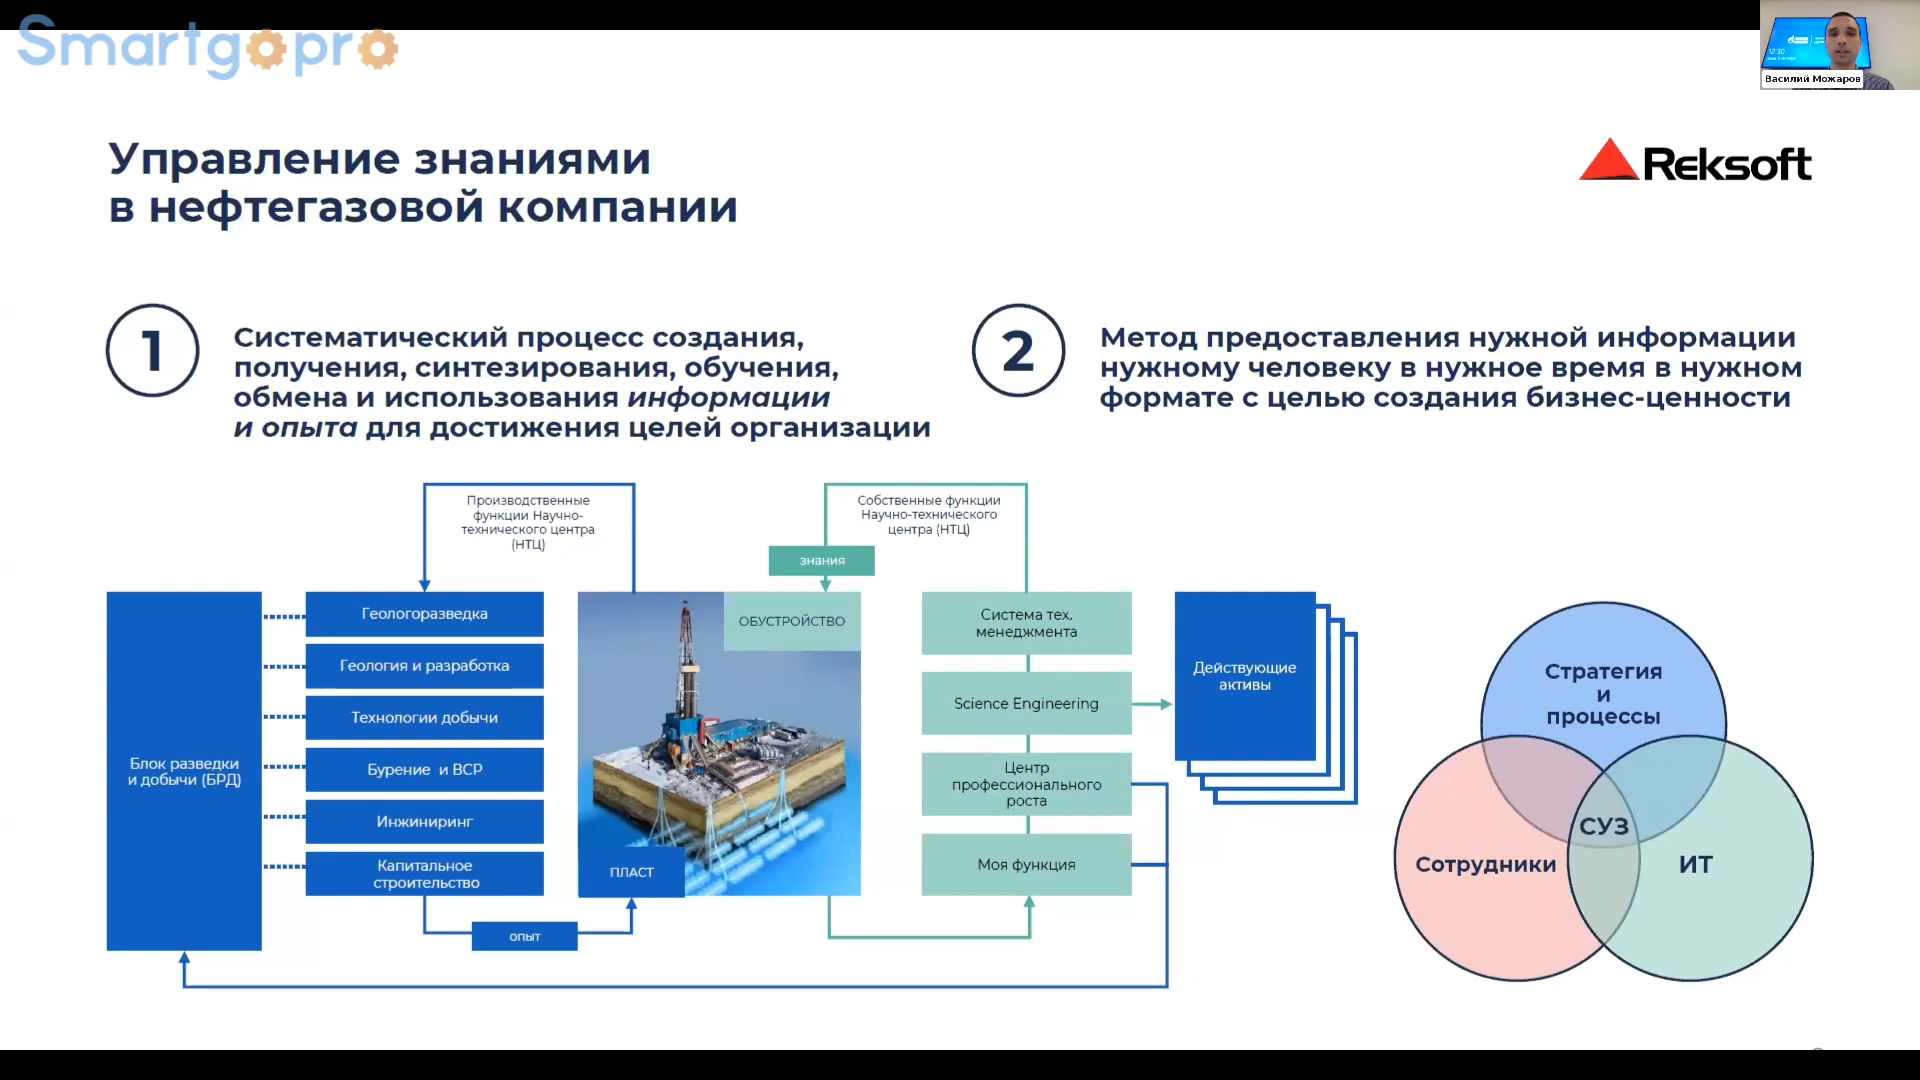 Smartgopro
Василий Можаров
Управление знаниями
в нефтегазовой компании
Reksoft
1
Систематический процесс создания,
получения, синтезирования, обучения,
обмена и использования информации
и опыта для достижения целей организации
2
Метод предоставления нужной информации
нужному человеку в нужное время в нужном
формате с целью создания бизнес-ценности
Производственные
функции Научно-
технического центра
(НТЦ)
Собственные функции
Научно-технического
центра (НТЦ)
знания
Блок разведки
и добычи (БРД)
Геологоразведка
Геология и разработка
Технологии добычи
Бурение и ВСР
Инжиниринг
Капитальное
строительство
опыт
ОБУСТРОЙСТВО
ПЛАСТ
Система тех.
менеджмента
Science Engineering
Центр
профессионального
роста
Моя функция
Действующие
активы
Стратегия
и
процессы
СУЗ
Сотрудники
ИТ